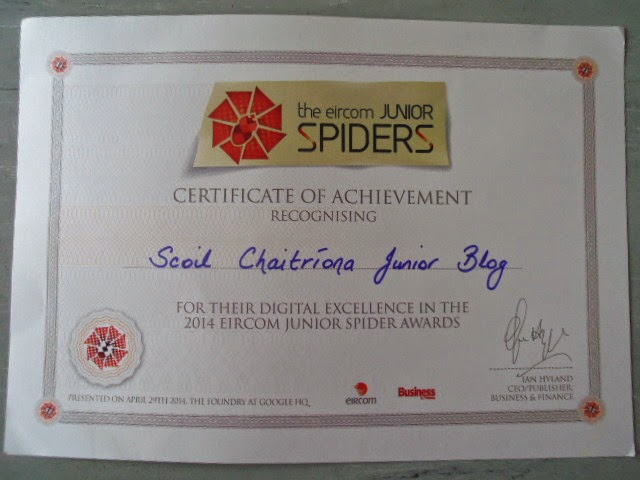 the eircom JUNIOR
SPIDERS
CERTIFICATE OF ACHIEVEMENT
RECOGNISING
Scoil Chaitríona Junior Blog
FOR THEIR DIGITAL EXCELLENCE IN THE
2014 EIRCOM JUNIOR SPIDER AWARDS
IAN HYLAND
CEO/PUBLISHER
BUSINESS & FINANCE
eircom
Business
PRESENTED ON APRIL 29TH 2014, THE FOUNDRY AT GOOGLE HQ.